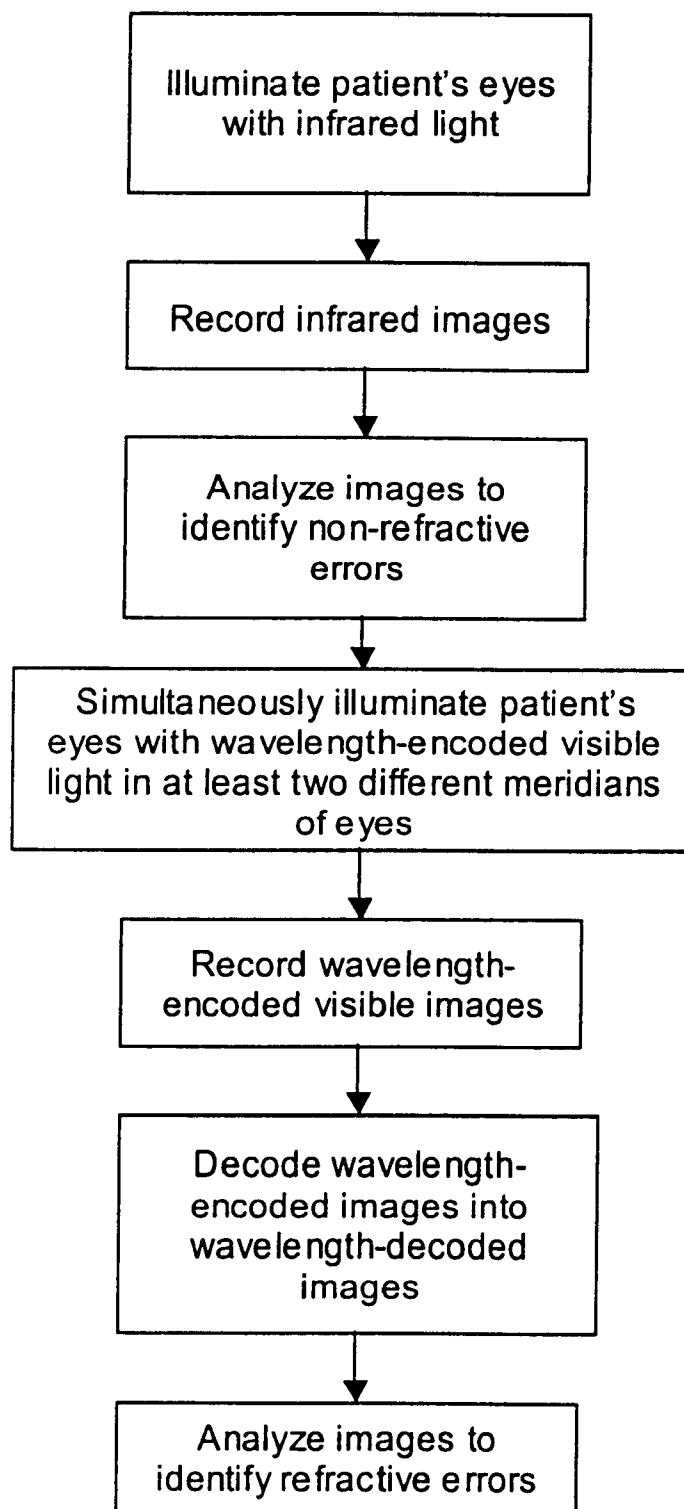 Illuminate patient's eyes
with infrared light
Record infrared images
Analyze images to
identify non-refractive
errors
Simultaneously illuminate patient's
eyes with wavelength-encoded visible
light in at least two different meridians
of eyes
Record wavelength-
encoded visible images
Decode wavelength-
encoded images into
wavelength-decoded
images
Analyze images to
identify refractive errors